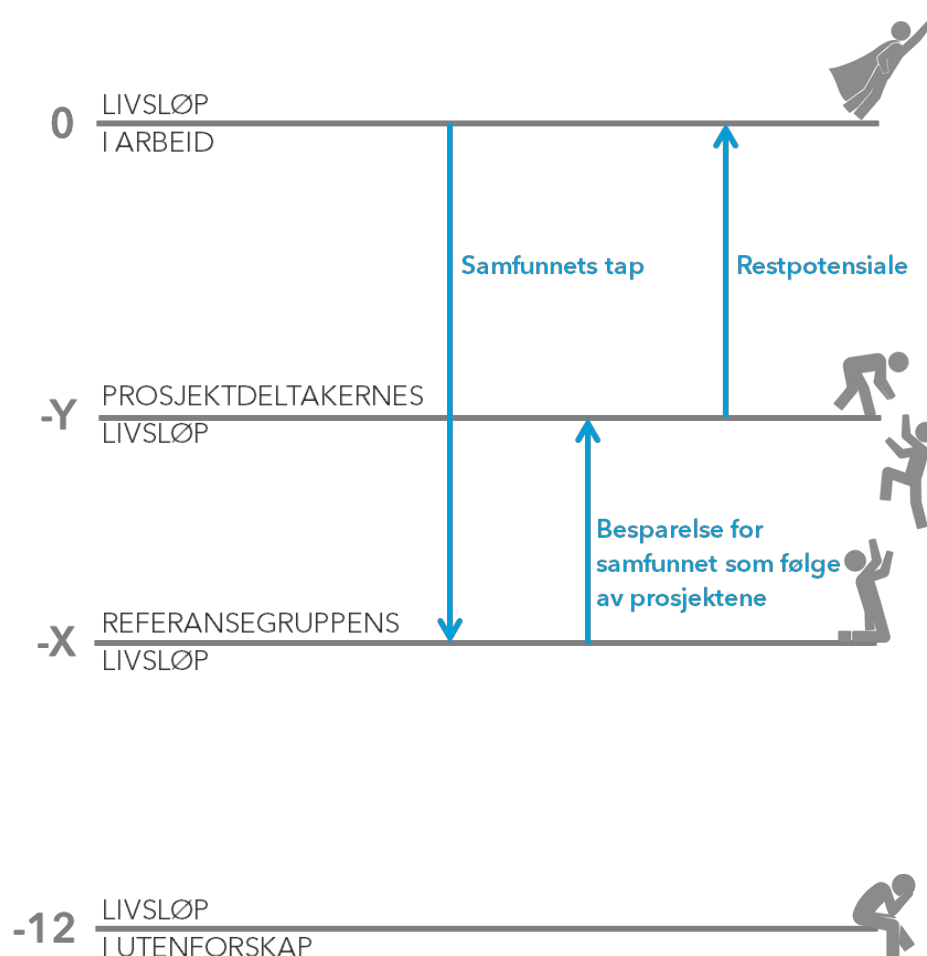 0
LIVSLØP
I ARBEID
Samfunnets tap
Restpotensiale
-Y
PROSJEKTDELTAKERNES
LIVSLØP
Besparelse for
samfunnet som følge
av prosjektene
-X
REFERANSEGRUPPENS
LIVSLØP
-12
LIVSLØP
I UTENFORSKAP